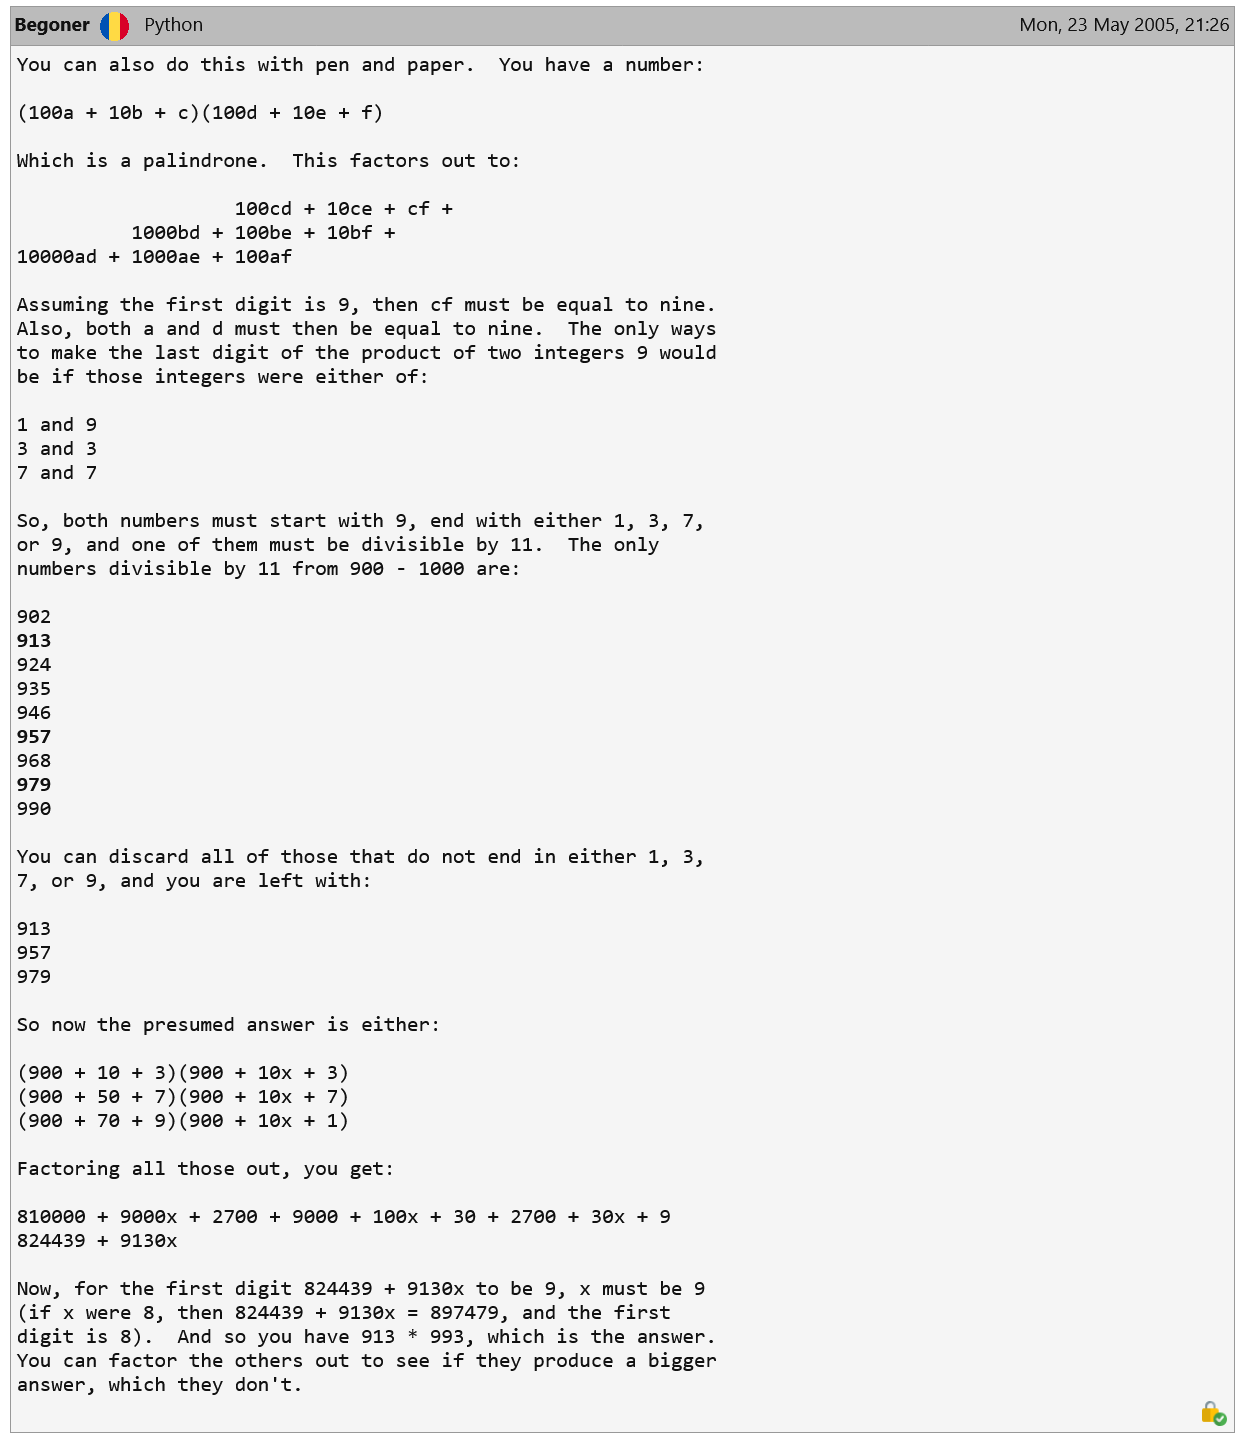 Begoner Python Mon, 23 May 2005, 21:26
You can also do this with pen and paper.  You have a number:
(100a + 10b + c)(100d + 10e + f)
Which is a palindrone.  This factors out to:
100cd + 10ce + cf +
1000bd + 100be + 10bf +
10000ad + 1000ae + 100af
Assuming the first digit is 9, then cf must be equal to nine.
Also, both a and d must then be equal to nine.  The only ways
to make the last digit of the product of two integers 9 would
be if those integers were either of:
1 and 9
3 and 3
7 and 7
So, both numbers must start with 9, end with either 1, 3, 7,
or 9, and one of them must be divisible by 11.  The only
numbers divisible by 11 from 900 - 1000 are:
902
913
924
935
946
957
968
979
990
You can discard all of those that do not end in either 1, 3,
7, or 9, and you are left with:
913
957
979
So now the presumed answer is either:
(900 + 10 + 3)(900 + 10x + 3)
(900 + 50 + 7)(900 + 10x + 7)
(900 + 70 + 9)(900 + 10x + 1)
Factoring all those out, you get:
810000 + 9000x + 2700 + 9000 + 100x + 30 + 2700 + 30x + 9
824439 + 9130x
Now, for the first digit 824439 + 9130x to be 9, x must be 9
(if x were 8, then 824439 + 9130x = 897479, and the first
digit is 8).  And so you have 913 * 993, which is the answer.
You can factor the others out to see if they produce a bigger
answer, which they don't.